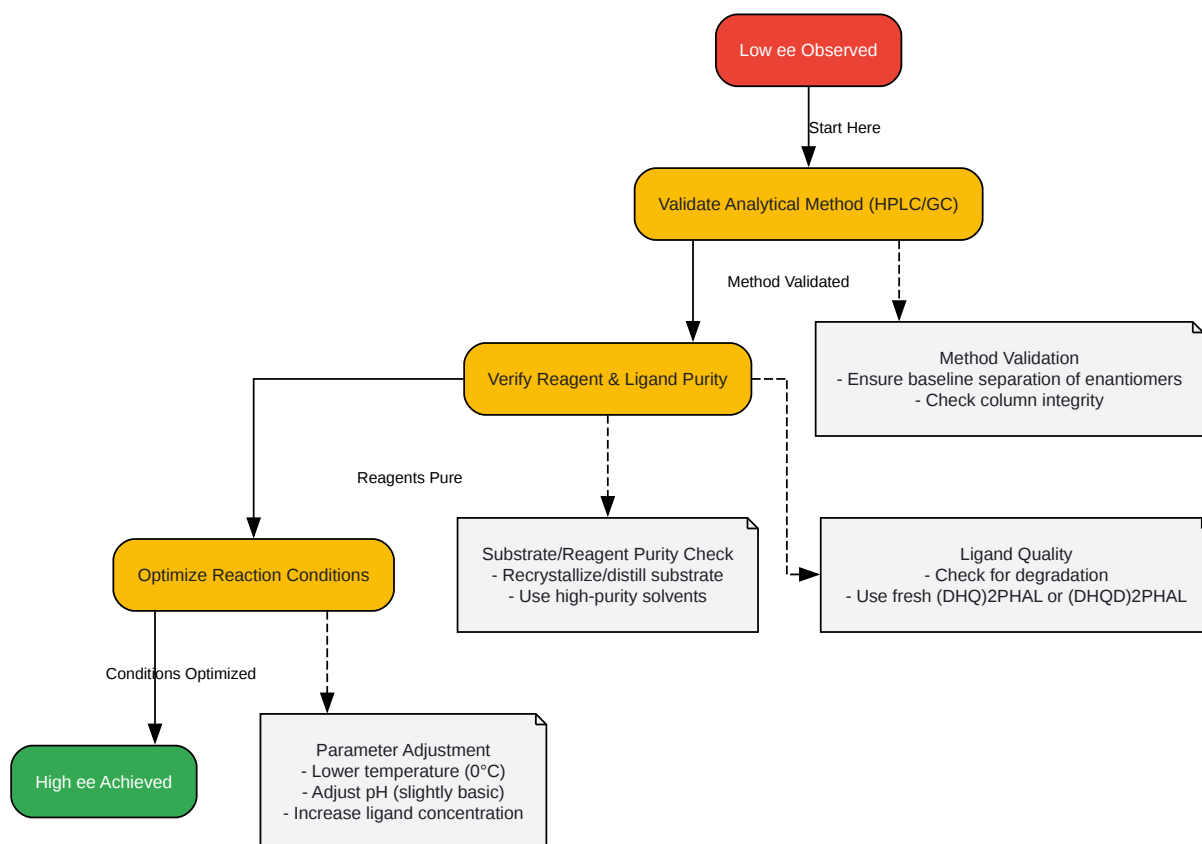 Low ee Observed
Start Here
Validate Analytical Method (HPLC/GC)
Method Validated
Method Validation
- Ensure baseline separation of enantiomers
- Check column integrity
Verify Reagent & Ligand Purity
Reagents Pure
Substrate/Reagent Purity Check
- Recrystallize/distill substrate
- Use high-purity solvents
Ligand Quality
- Check for degradation
- Use fresh (DHQ)2PHAL or (DHQD)2PHAL
Optimize Reaction Conditions
Conditions Optimized
Parameter Adjustment
- Lower temperature (0°C)
- Adjust pH (slightly basic)
- Increase ligand concentration
High ee Achieved